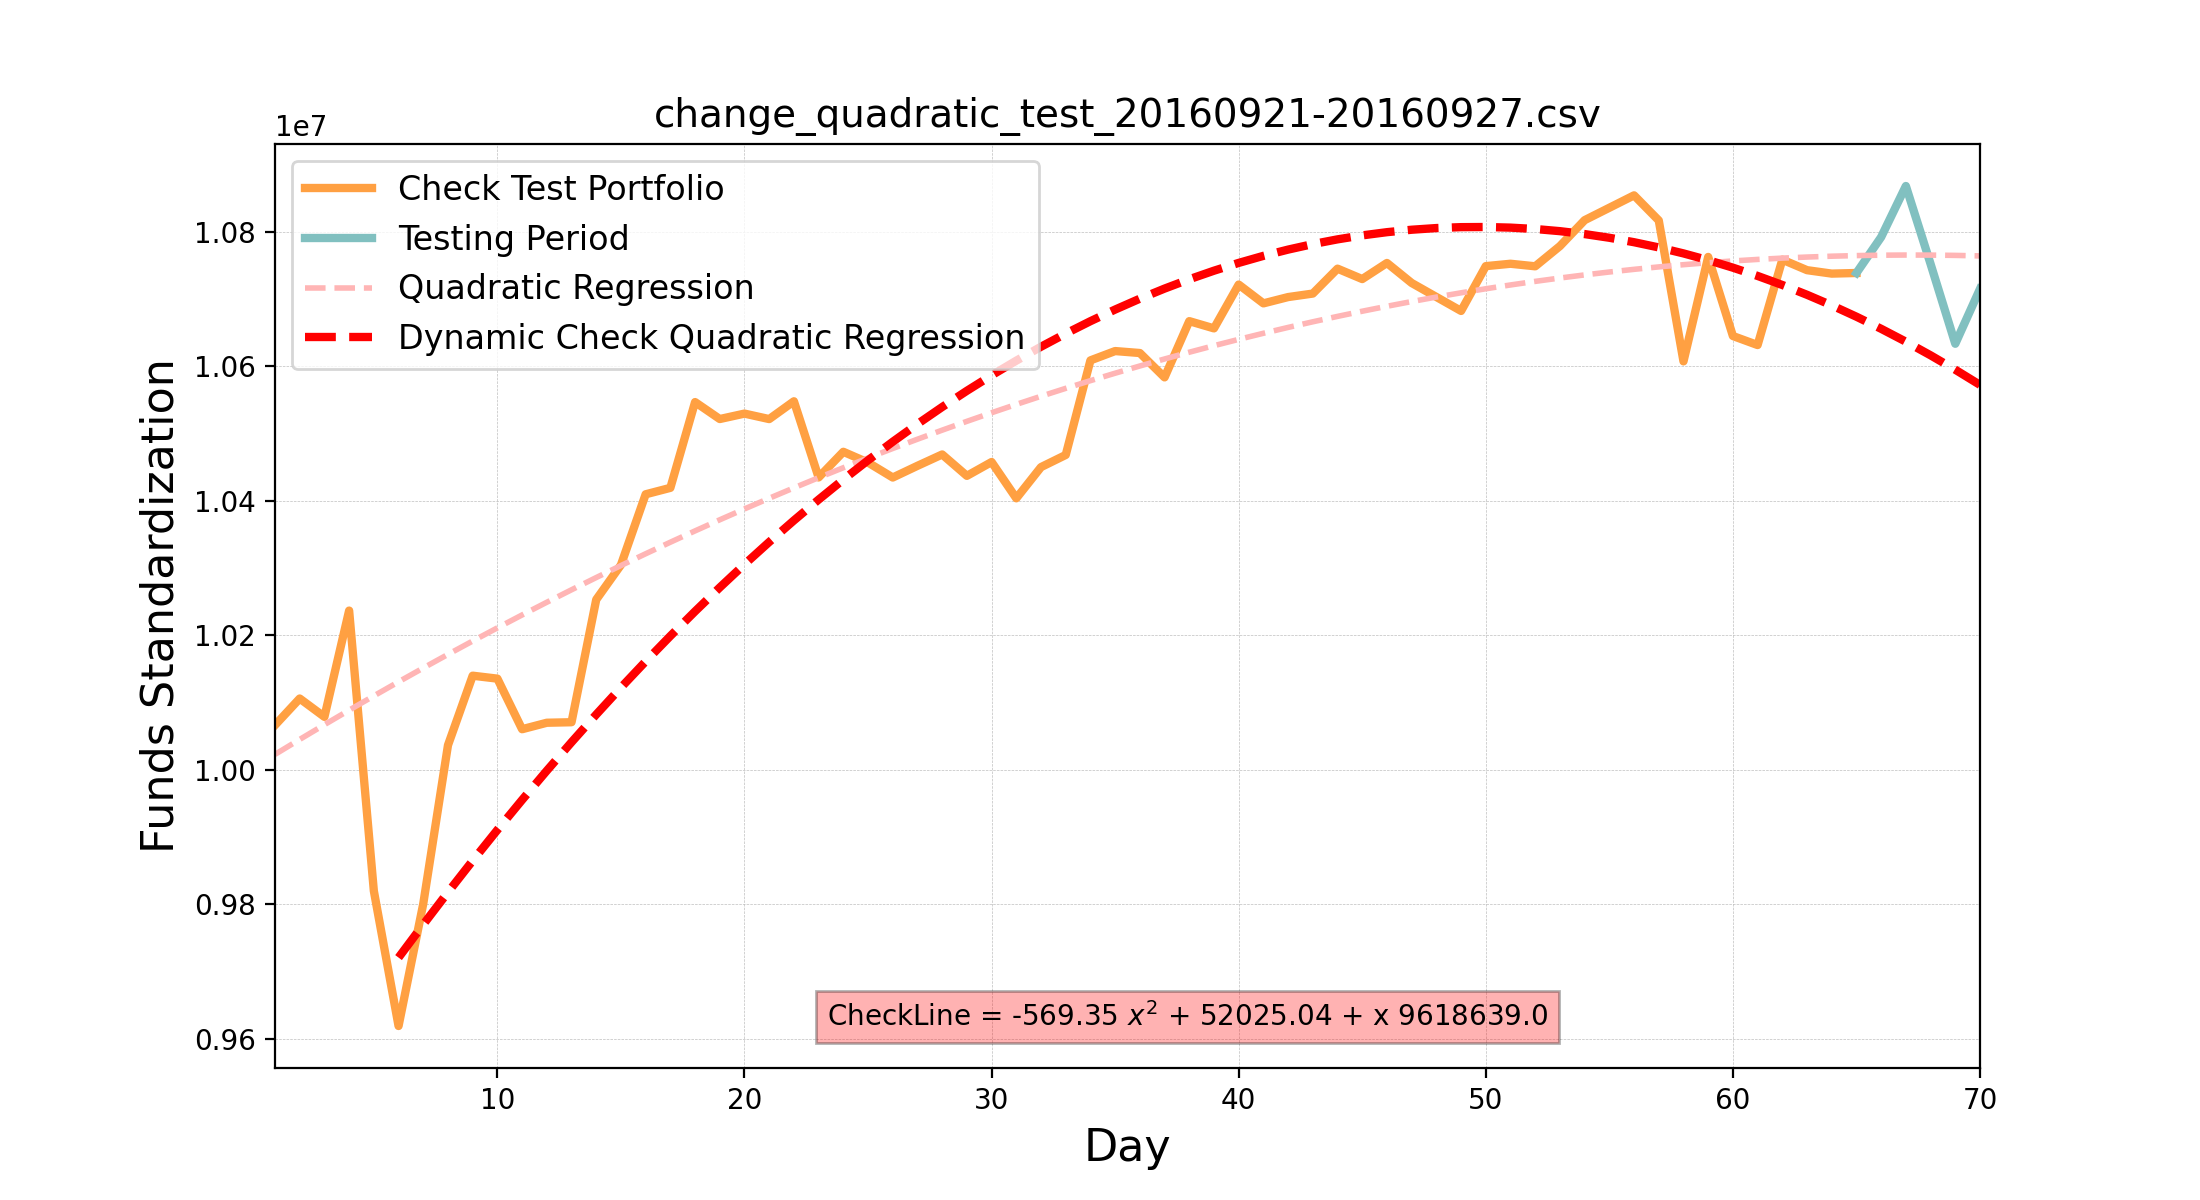 change_quadratic_test_20160921-20160927.csv
1e7
Check Test Portfolio
Testing Period
Quadratic Regression
Dynamic Check Quadratic Regression
1.08
1.06
1.04
1.02
1.00
0.98
0.96
Funds Standardization
CheckLine = -569.35 x² + 52025.04 + x 9618639.0
10 20 30 40 50 60 70
Day